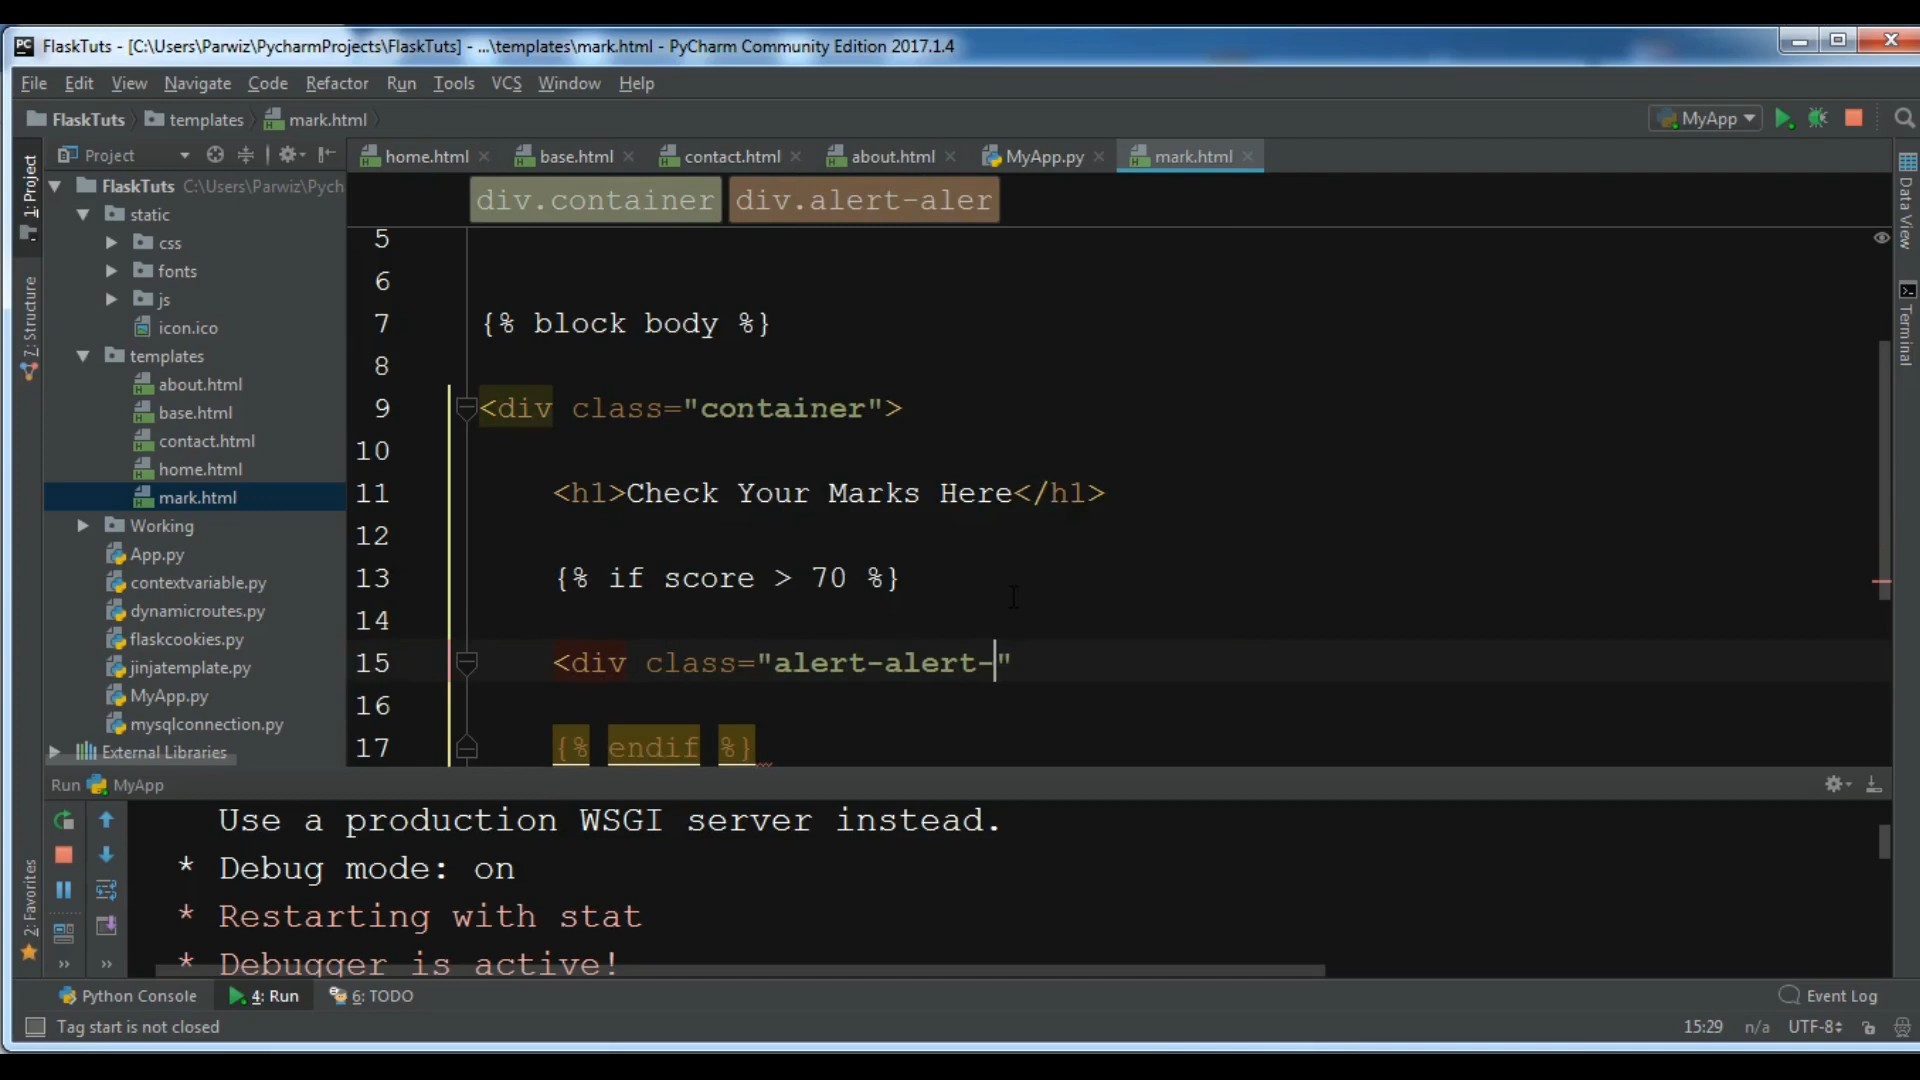 FlaskTuts - [C:\Users\Parwiz\PycharmProjects\FlaskTuts] - ...\templates\mark.html - PyCharm Community Edition 2017.1.4
File Edit View Navigate Code Refactor Run Tools VCS Window Help
FlaskTuts templates mark.html MyApp
Project home.html base.html contact.html about.html MyApp.py mark.html
1: Project
7: Structure
2: Favorites
FlaskTuts C:\Users\Parwiz\Pych
static
css
fonts
js
icon.ico
templates
about.html
base.html
contact.html
home.html
mark.html
Working
App.py
contextvariable.py
dynamicroutes.py
flaskcookies.py
jinjatemplate.py
MyApp.py
mysqlconnection.py
External Libraries
div.container div.alert-aler
5
6
7 {% block body %}
8
9 <div class="container">
10
11 <h1>Check Your Marks Here</h1>
12
13 {% if score > 70 %}
14
15 <div class="alert-alert-"
16
17 {% endif %}
Data View
Terminal
Run MyApp
Use a production WSGI server instead.
* Debug mode: on
* Restarting with stat
* Debugger is active!
Python Console 4: Run 6: TODO Event Log
Tag start is not closed 15:29 n/a UTF-8